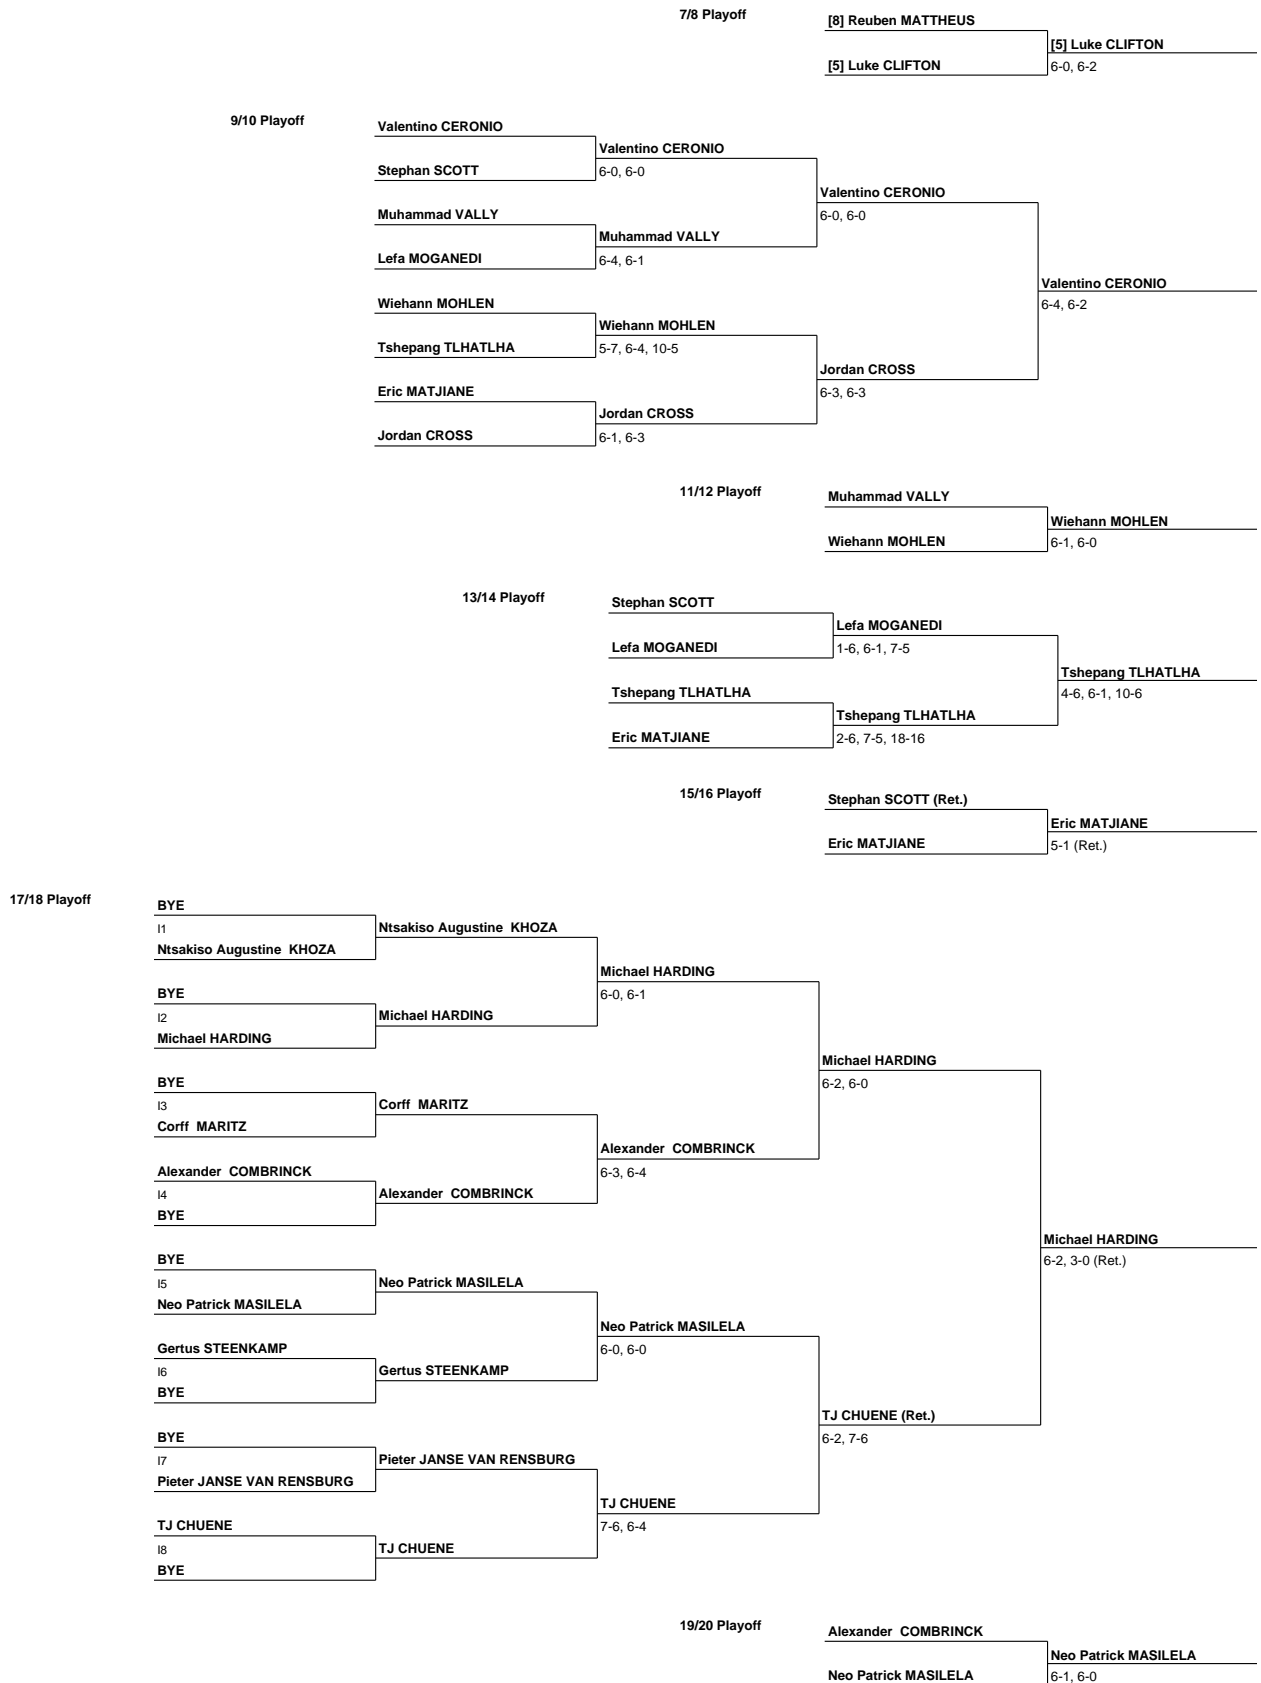 7/8 Playoff
[8] Reuben MATTHEUS
[5] Luke CLIFTON
[5] Luke CLIFTON
6-0, 6-2
9/10 Playoff
Valentino CERONIO
Valentino CERONIO
Stephan SCOTT
6-0, 6-0
Valentino CERONIO
Muhammad VALLY
6-0, 6-0
Muhammad VALLY
Lefa MOGANEDI
6-4, 6-1
Valentino CERONIO
Wiehann MOHLEN
6-4, 6-2
Wiehann MOHLEN
Tshepang TLHATLHA
5-7, 6-4, 10-5
Jordan CROSS
Eric MATJIANE
6-3, 6-3
Jordan CROSS
Jordan CROSS
6-1, 6-3
11/12 Playoff
Muhammad VALLY
Wiehann MOHLEN
Wiehann MOHLEN
6-1, 6-0
13/14 Playoff
Stephan SCOTT
Lefa MOGANEDI
Lefa MOGANEDI
1-6, 6-1, 7-5
Tshepang TLHATLHA
Tshepang TLHATLHA
4-6, 6-1, 10-6
Tshepang TLHATLHA
Eric MATJIANE
2-6, 7-5, 18-16
15/16 Playoff
Stephan SCOTT (Ret.)
Eric MATJIANE
Eric MATJIANE
5-1 (Ret.)
17/18 Playoff
BYE
I1
Ntsakiso Augustine  KHOZA
Ntsakiso Augustine  KHOZA
Michael HARDING
BYE
6-0, 6-1
I2
Michael HARDING
Michael HARDING
Michael HARDING
BYE
6-2, 6-0
I3
Corff  MARITZ
Corff  MARITZ
Alexander  COMBRINCK
Alexander  COMBRINCK
6-3, 6-4
I4
Alexander  COMBRINCK
BYE
Michael HARDING
BYE
6-2, 3-0 (Ret.)
I5
Neo Patrick MASILELA
Neo Patrick MASILELA
Neo Patrick MASILELA
Gertus STEENKAMP
6-0, 6-0
I6
Gertus STEENKAMP
BYE
TJ CHUENE (Ret.)
BYE
6-2, 7-6
I7
Pieter JANSE VAN RENSBURG
Pieter JANSE VAN RENSBURG
TJ CHUENE
TJ CHUENE
7-6, 6-4
I8
TJ CHUENE
BYE
19/20 Playoff
Alexander  COMBRINCK
Neo Patrick MASILELA
Neo Patrick MASILELA
6-1, 6-0